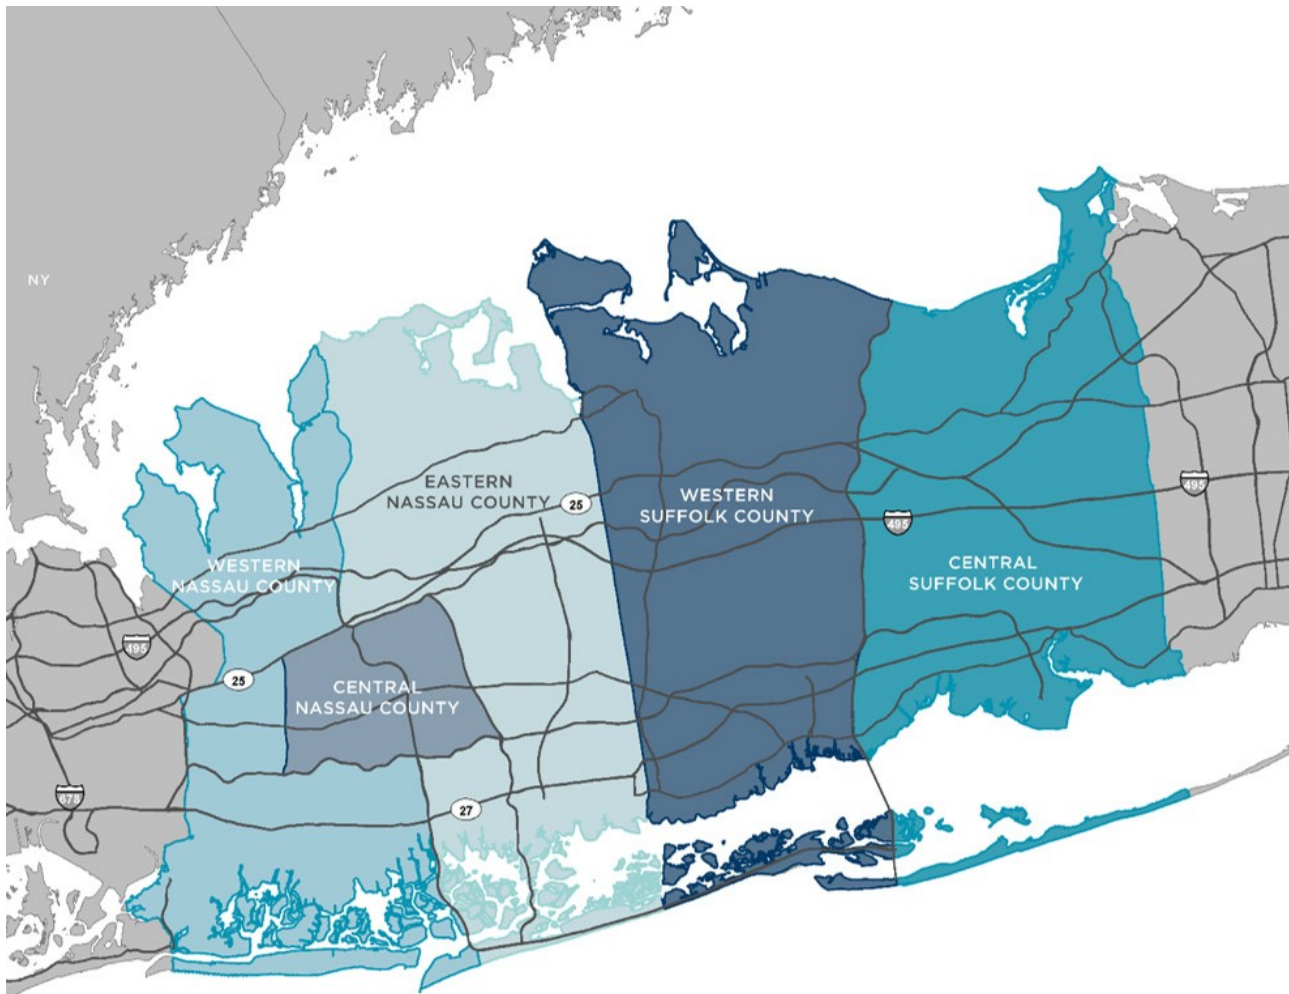 NY
EASTERN
NASSAU COUNTY
25
WESTERN
SUFFOLK COUNTY
495
495
WESTERN
NASSAU COUNTY
CENTRAL
SUFFOLK COUNTY
495
25
CENTRAL
NASSAU COUNTY
678
27